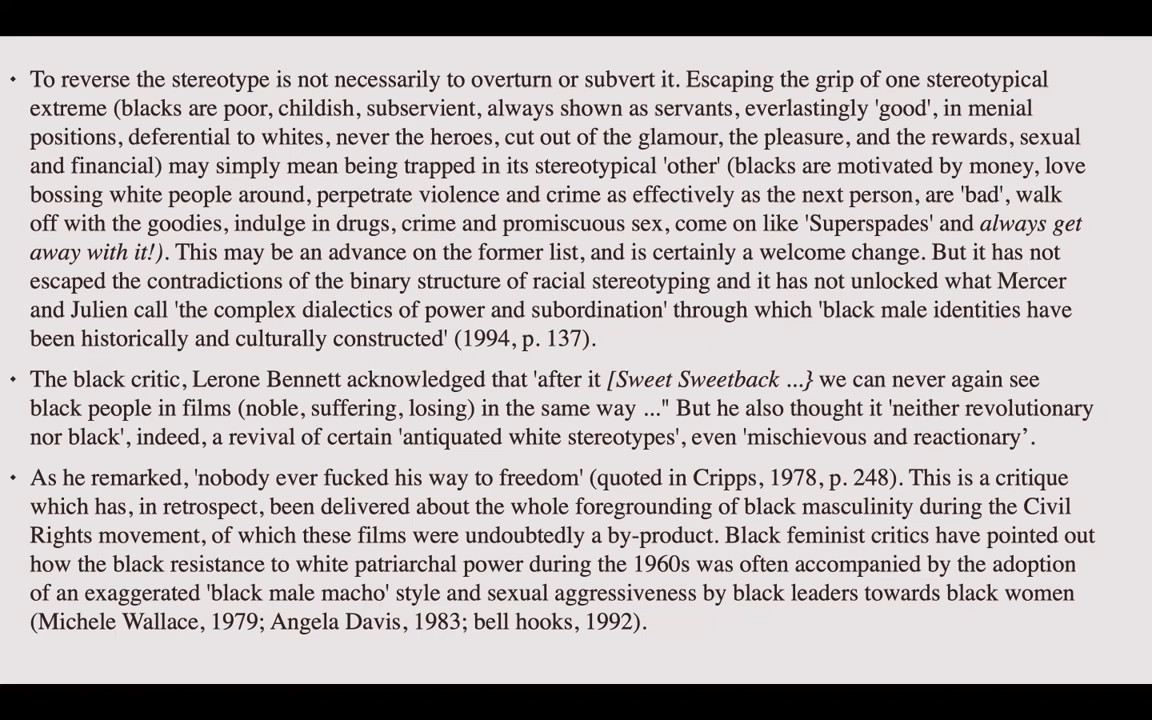 • To reverse the stereotype is not necessarily to overturn or subvert it. Escaping the grip of one stereotypical
extreme (blacks are poor, childish, subservient, always shown as servants, everlastingly 'good', in menial
positions, deferential to whites, never the heroes, cut out of the glamour, the pleasure, and the rewards, sexual
and financial) may simply mean being trapped in its stereotypical 'other' (blacks are motivated by money, love
bossing white people around, perpetrate violence and crime as effectively as the next person, are 'bad', walk
off with the goodies, indulge in drugs, crime and promiscuous sex, come on like 'Superspades' and always get
away with it!). This may be an advance on the former list, and is certainly a welcome change. But it has not
escaped the contradictions of the binary structure of racial stereotyping and it has not unlocked what Mercer
and Julien call 'the complex dialectics of power and subordination' through which 'black male identities have
been historically and culturally constructed' (1994, p. 137).
• The black critic, Lerone Bennett acknowledged that 'after it [Sweet Sweetback ...} we can never again see
black people in films (noble, suffering, losing) in the same way ..." But he also thought it 'neither revolutionary
nor black', indeed, a revival of certain 'antiquated white stereotypes', even 'mischievous and reactionary’.
• As he remarked, 'nobody ever fucked his way to freedom' (quoted in Cripps, 1978, p. 248). This is a critique
which has, in retrospect, been delivered about the whole foregrounding of black masculinity during the Civil
Rights movement, of which these films were undoubtedly a by-product. Black feminist critics have pointed out
how the black resistance to white patriarchal power during the 1960s was often accompanied by the adoption
of an exaggerated 'black male macho' style and sexual aggressiveness by black leaders towards black women
(Michele Wallace, 1979; Angela Davis, 1983; bell hooks, 1992).